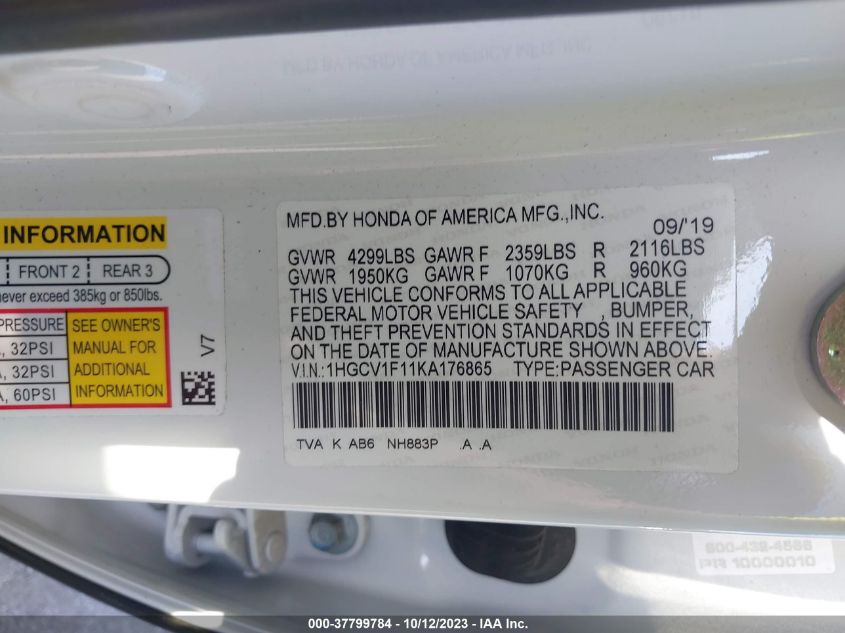 INFORMATION
FRONT 2 REAR 3
never exceed 385kg or 850lbs.
PRESSURE SEE OWNER'S
MANUAL FOR
ADDITIONAL
INFORMATION
, 32PSI
, 32PSI
, 60PSI
V7
MFD.BY HONDA OF AMERICA MFG.,INC.
09/'19
GVWR 4299LBS GAWR F 2359LBS R 2116LBS
GVWR 1950KG GAWR F 1070KG R 960KG
THIS VEHICLE CONFORMS TO ALL APPLICABLE
FEDERAL MOTOR VEHICLE SAFETY , BUMPER,
AND THEFT PREVENTION STANDARDS IN EFFECT
ON THE DATE OF MANUFACTURE SHOWN ABOVE.
V.I.N.:1HGCV1F11KA176865 TYPE:PASSENGER CAR
TVA K AB6 NH883P .A .A
10000010
000-37799784 - 10/12/2023 - IAA Inc.